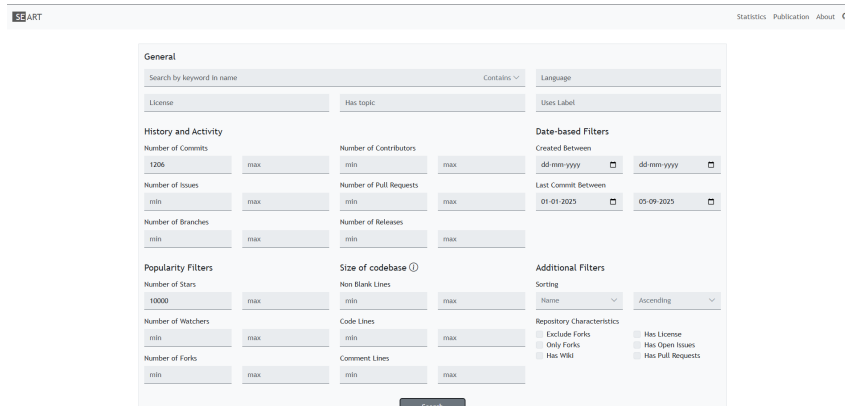 SEART
Statistics Publication About
General
Search by keyword in name Contains Language
License Has topic Uses Label
History and Activity Date-based Filters
Number of Commits Number of Contributors Created Between
1206 max min max dd-mm-yyyy dd-mm-yyyy
Number of Issues Number of Pull Requests Last Commit Between
min max min max 01-01-2025 05-09-2025
Number of Branches Number of Releases
min max min max
Popularity Filters Size of codebase Additional Filters
Number of Stars Non Blank Lines Sorting
10000 max min max Name Ascending
Number of Watchers Code Lines Repository Characteristics
min max min max Exclude Forks Has License
Only Forks Has Open Issues
Number of Forks Comment Lines Has Wiki Has Pull Requests
min max min max
Search